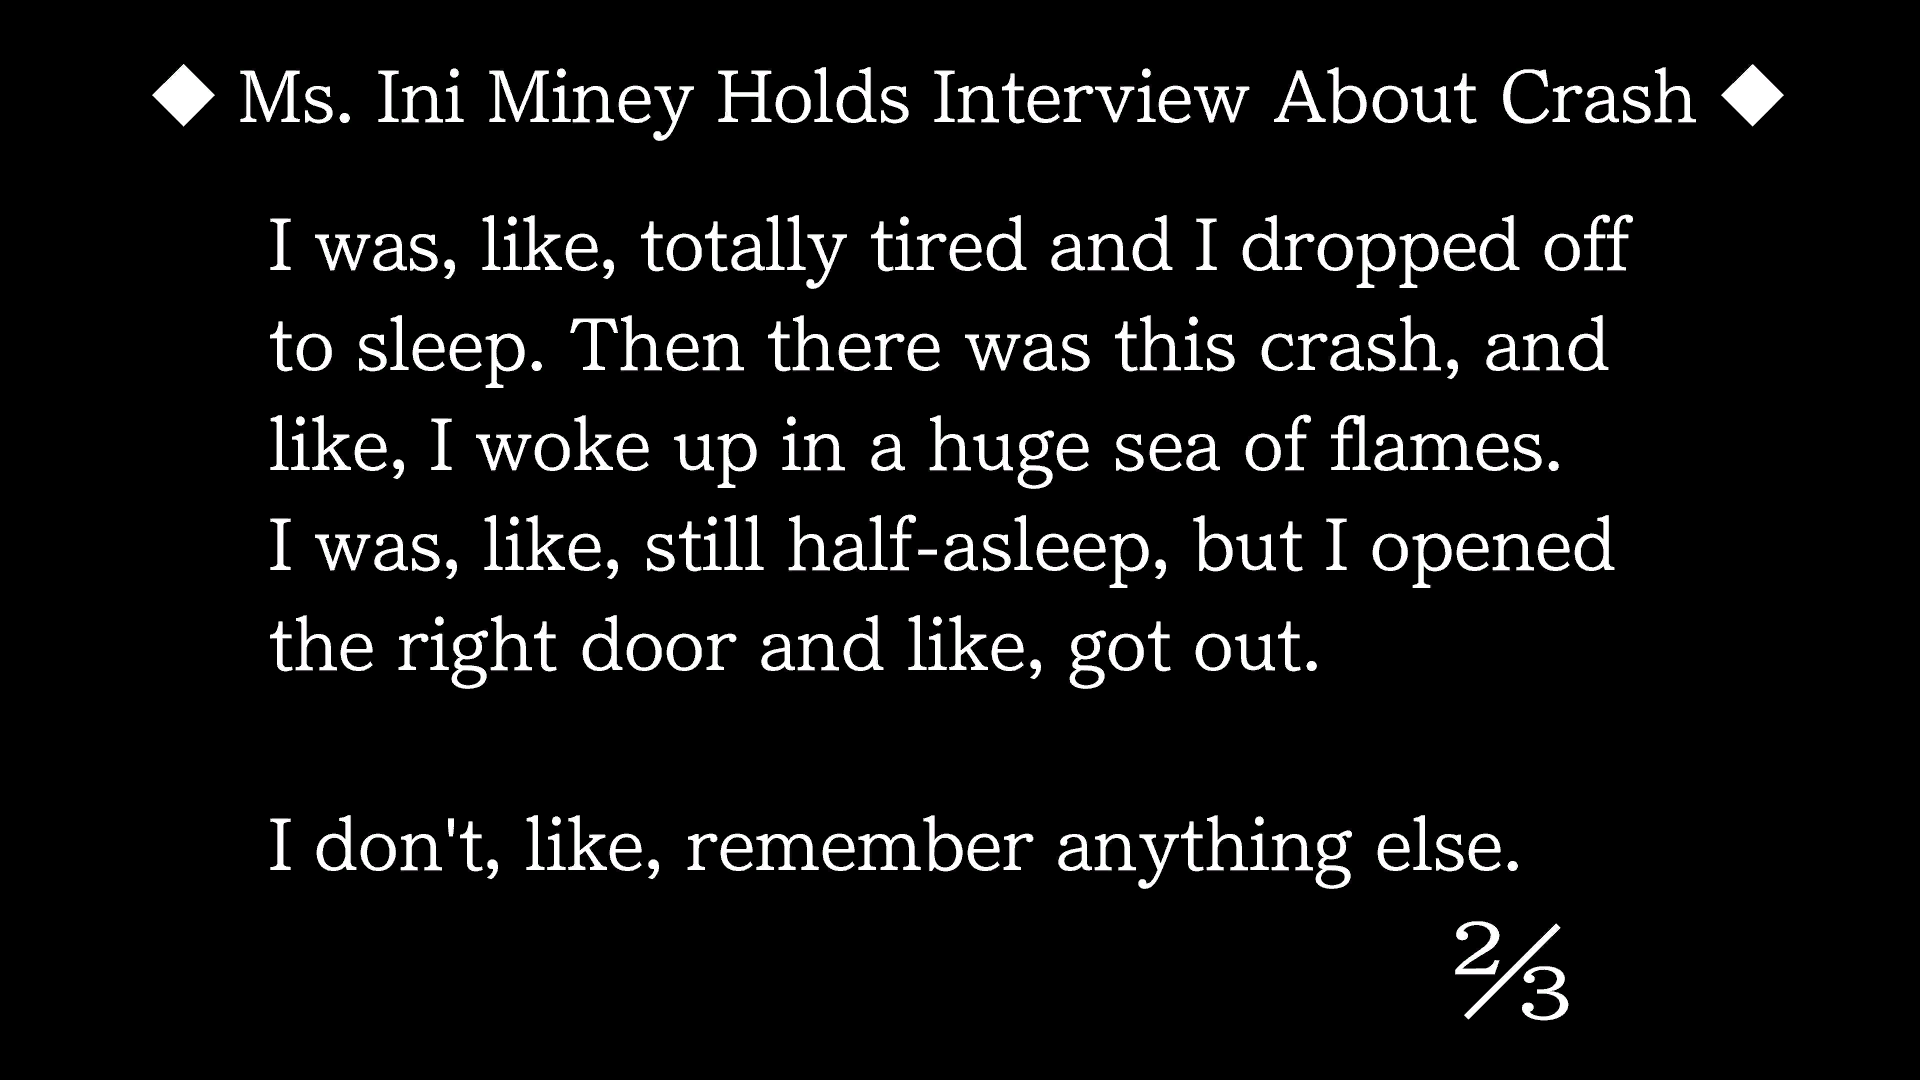 ◆ Ms. Ini Miney Holds Interview About Crash ◆
I was, like, totally tired and I dropped off
to sleep. Then there was this crash, and
like, I woke up in a huge sea of flames.
I was, like, still half-asleep, but I opened
the right door and like, got out.
I don't, like, remember anything else.
⅔